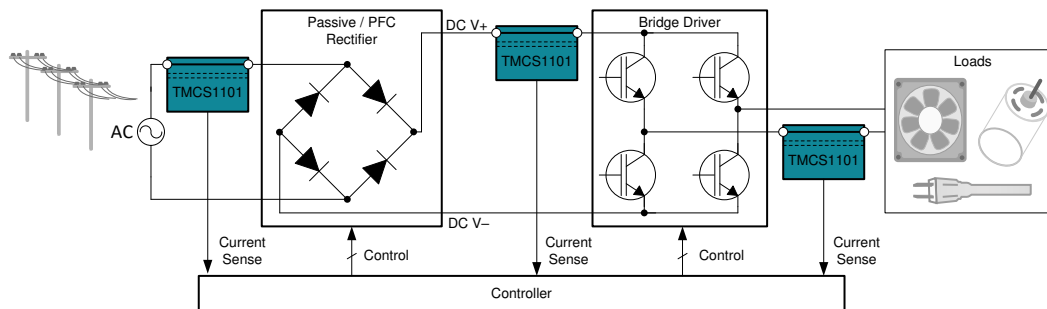 Passive / PFC
Rectifier
DC V+
Bridge Driver
TMCS1101
TMCS1101
Loads
AC
TMCS1101
DC V–
Current
Sense
Control
Current
Sense
Control
Current
Sense
Controller